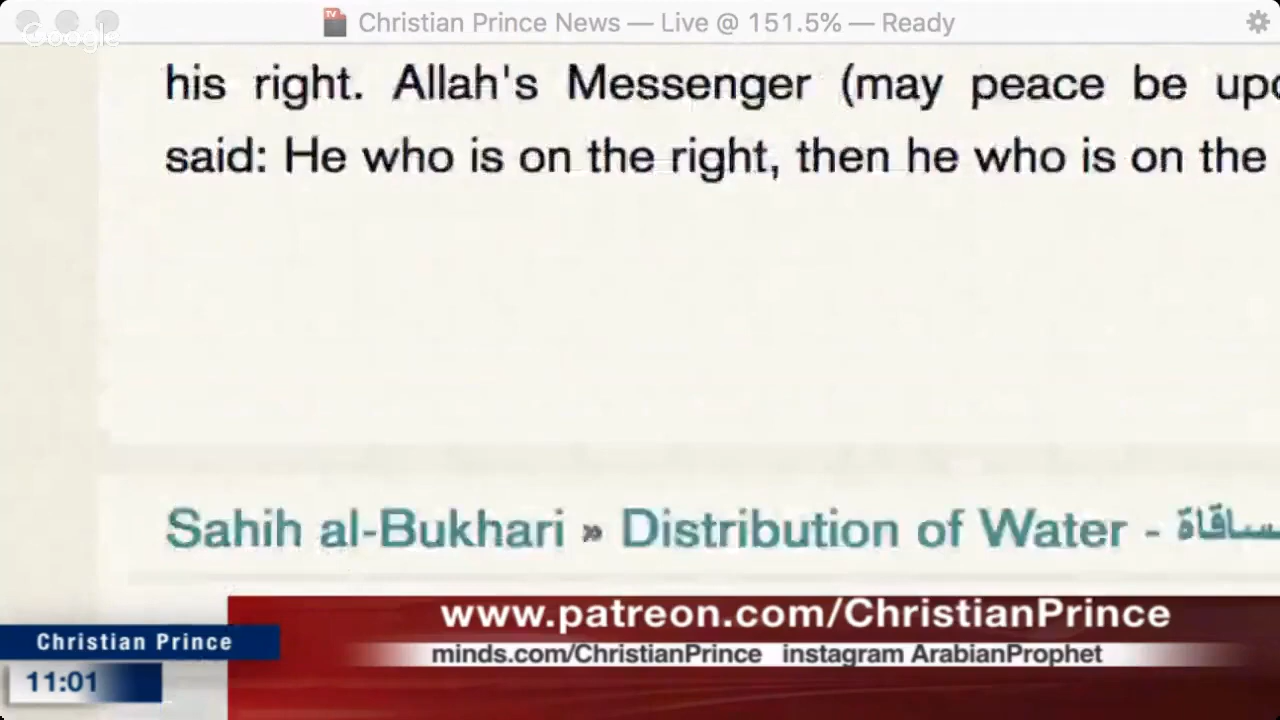 Christian Prince News — Live @ 151.5% — Ready
Google
his right. Allah's Messenger (may peace be
said: He who is on the right, then he who is on the
Sahih al-Bukhari » Distribution of Water -
www.patreon.com/ChristianPrince
Christian Prince
minds.com/ChristianPrince instagram ArabianProphet
11:01